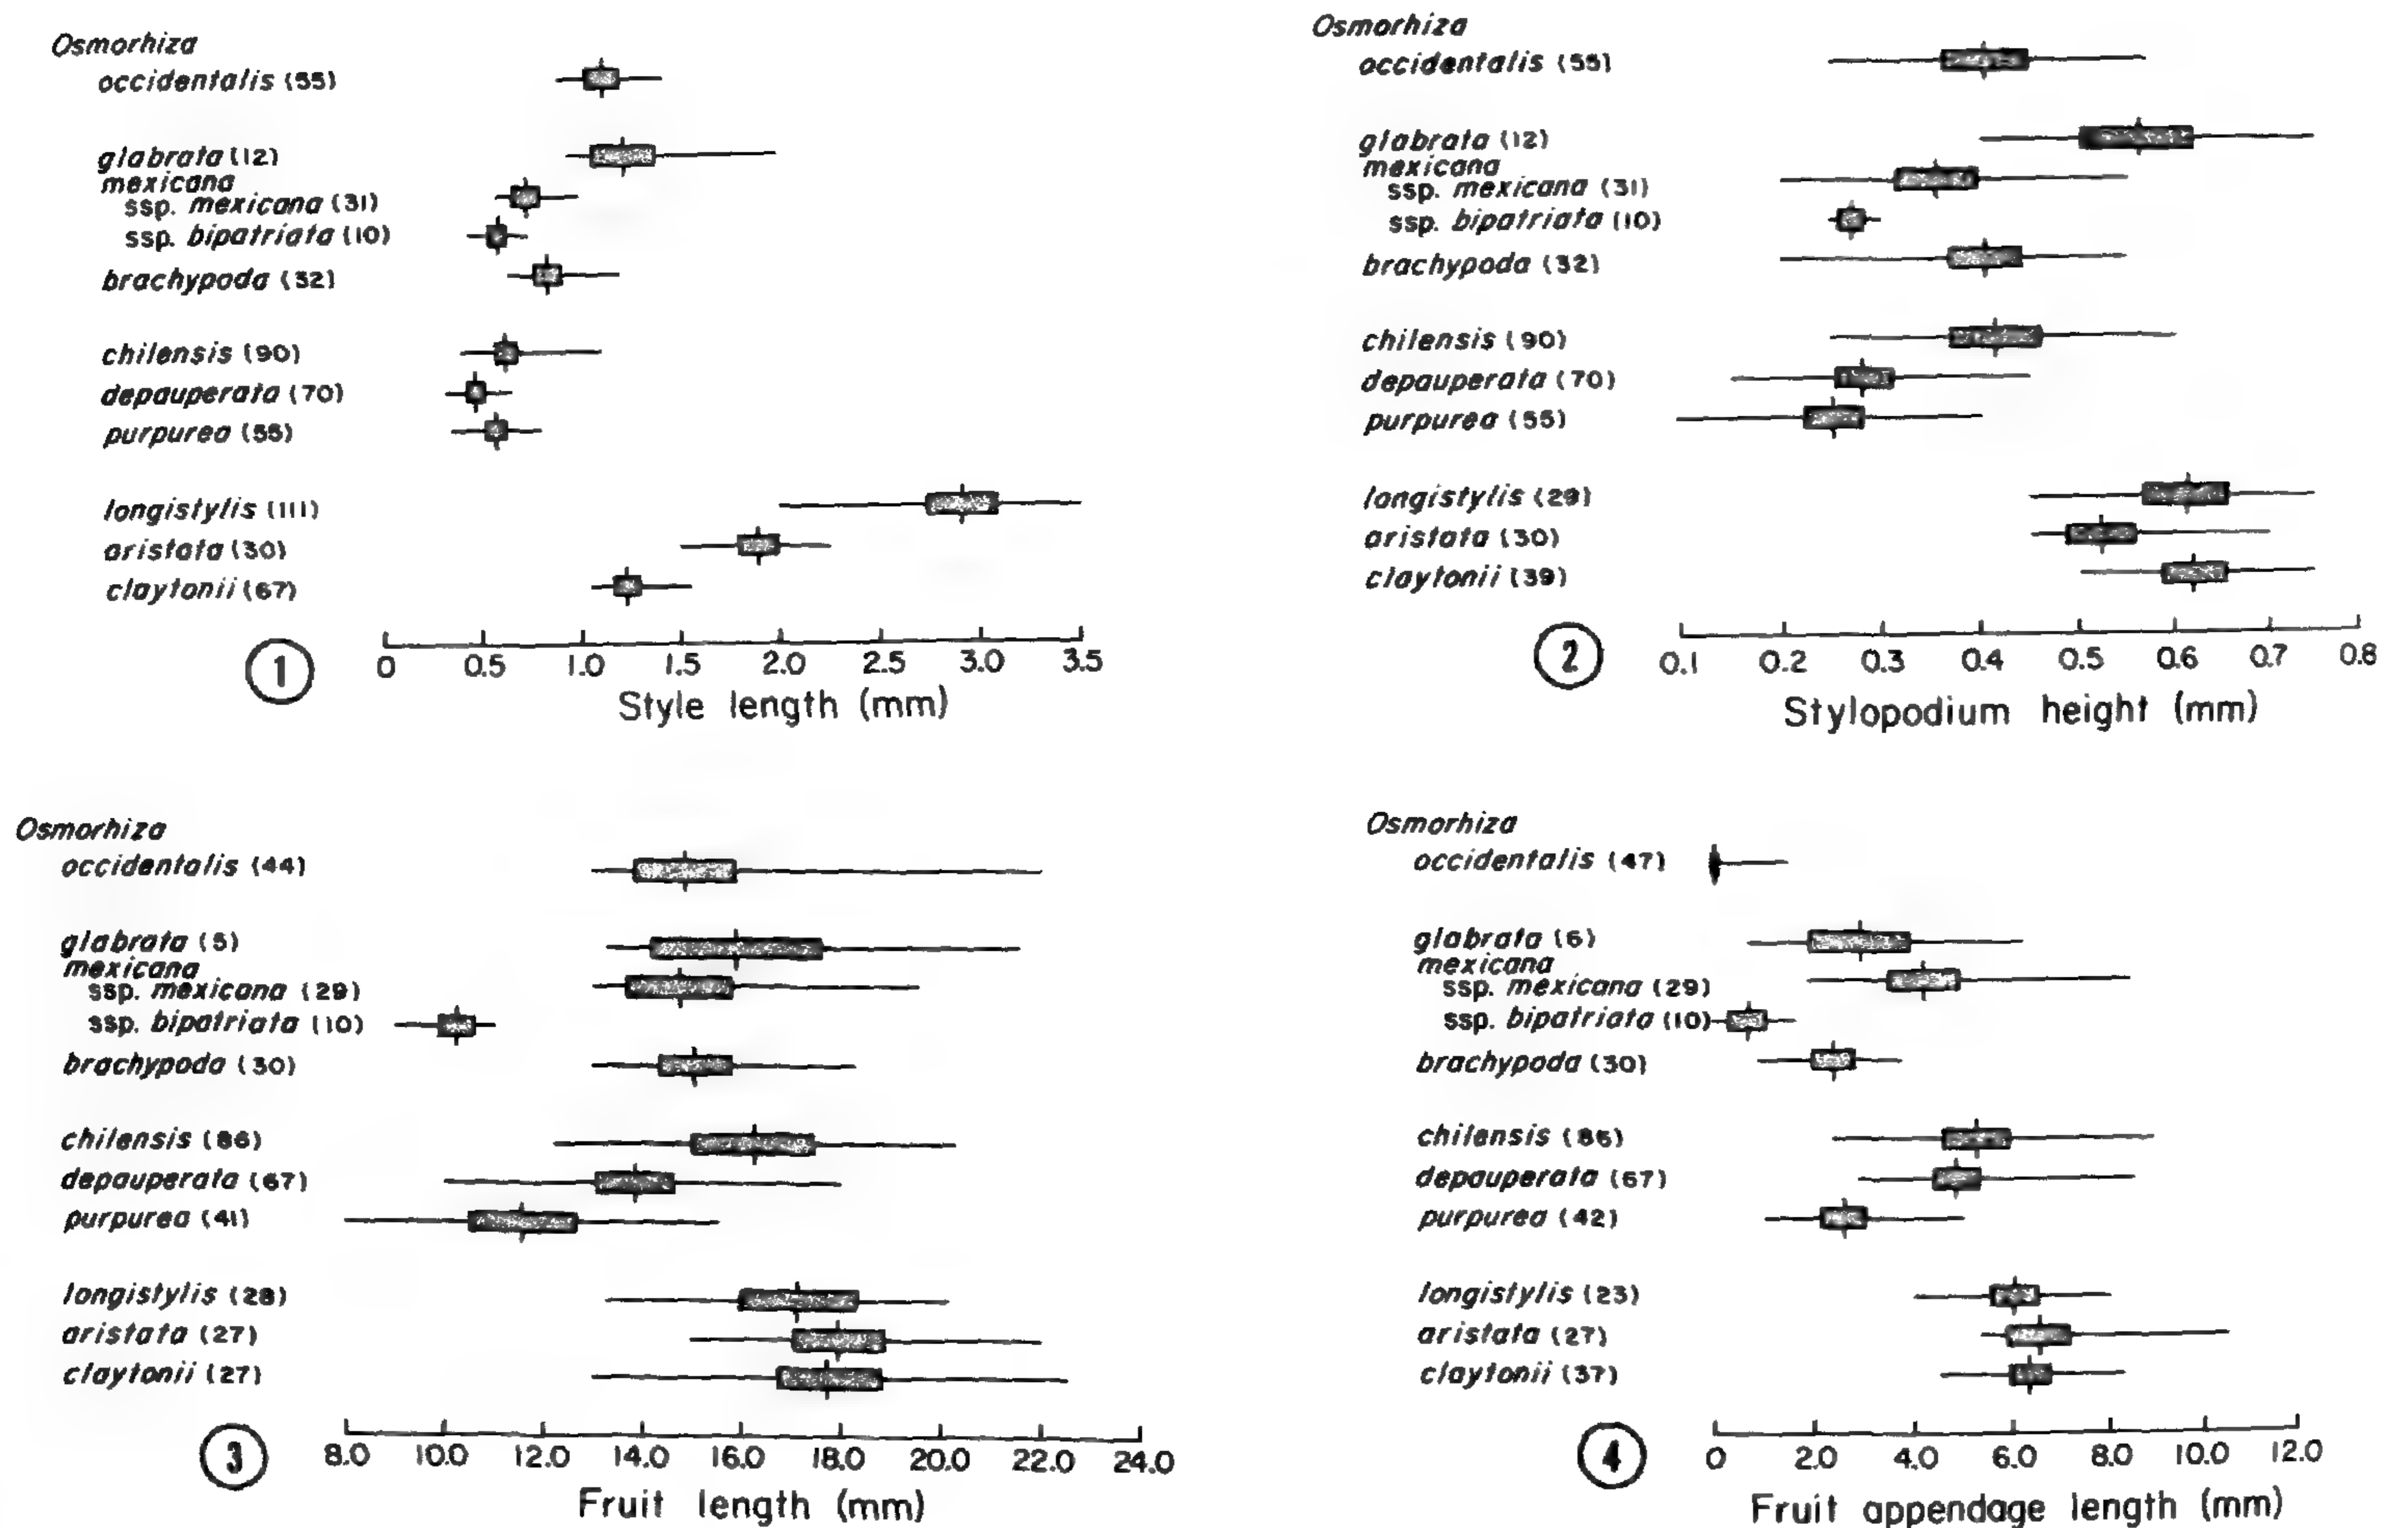 Osmorhiza
occidentalis (55)
glabrata (12)
mexicana
ssp. mexicana (31)
ssp. bipatriata (10)
brachypoda (32)
chilensis (90)
depauperata (70)
purpurea (55)
longistylis (111)
aristata (30)
claytonii (67)
0 0.5 1.0 1.5 2.0 2.5 3.0 3.5
1
Style length (mm)
Osmorhiza
occidentalis (55)
glabrata (12)
mexicana
ssp. mexicana (31)
ssp. bipatriata (10)
brachypoda (32)
chilensis (90)
depauperata (70)
purpurea (55)
longistylis (29)
aristata (30)
claytonii (39)
0.1 0.2 0.3 0.4 0.5 0.6 0.7 0.8
2
Stylopodium height (mm)
Osmorhiza
occidentalis (44)
glabrata (5)
mexicana
ssp. mexicana (29)
ssp. bipatriata (10)
brachypoda (30)
chilensis (86)
depauperata (67)
purpurea (41)
longistylis (28)
aristata (27)
claytonii (27)
8.0 10.0 12.0 14.0 16.0 18.0 20.0 22.0 24.0
3
Fruit length (mm)
Osmorhiza
occidentalis (47)
glabrata (6)
mexicana
ssp. mexicana (29)
ssp. bipatriata (10)
brachypoda (30)
chilensis (86)
depauperata (67)
purpurea (42)
longistylis (23)
aristata (27)
claytonii (37)
0 2.0 4.0 6.0 8.0 10.0 12.0
4
Fruit appendage length (mm)